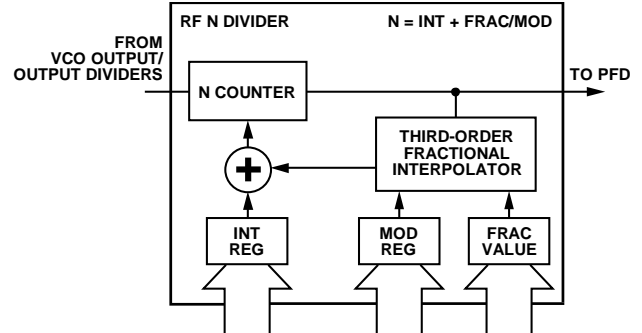 RF N DIVIDER
N = INT + FRAC/MOD
FROM
VCO OUTPUT/
OUTPUT DIVIDERS
N COUNTER
TO PFD
THIRD-ORDER
FRACTIONAL
INTERPOLATOR
+
INT
REG
MOD
REG
FRAC
VALUE